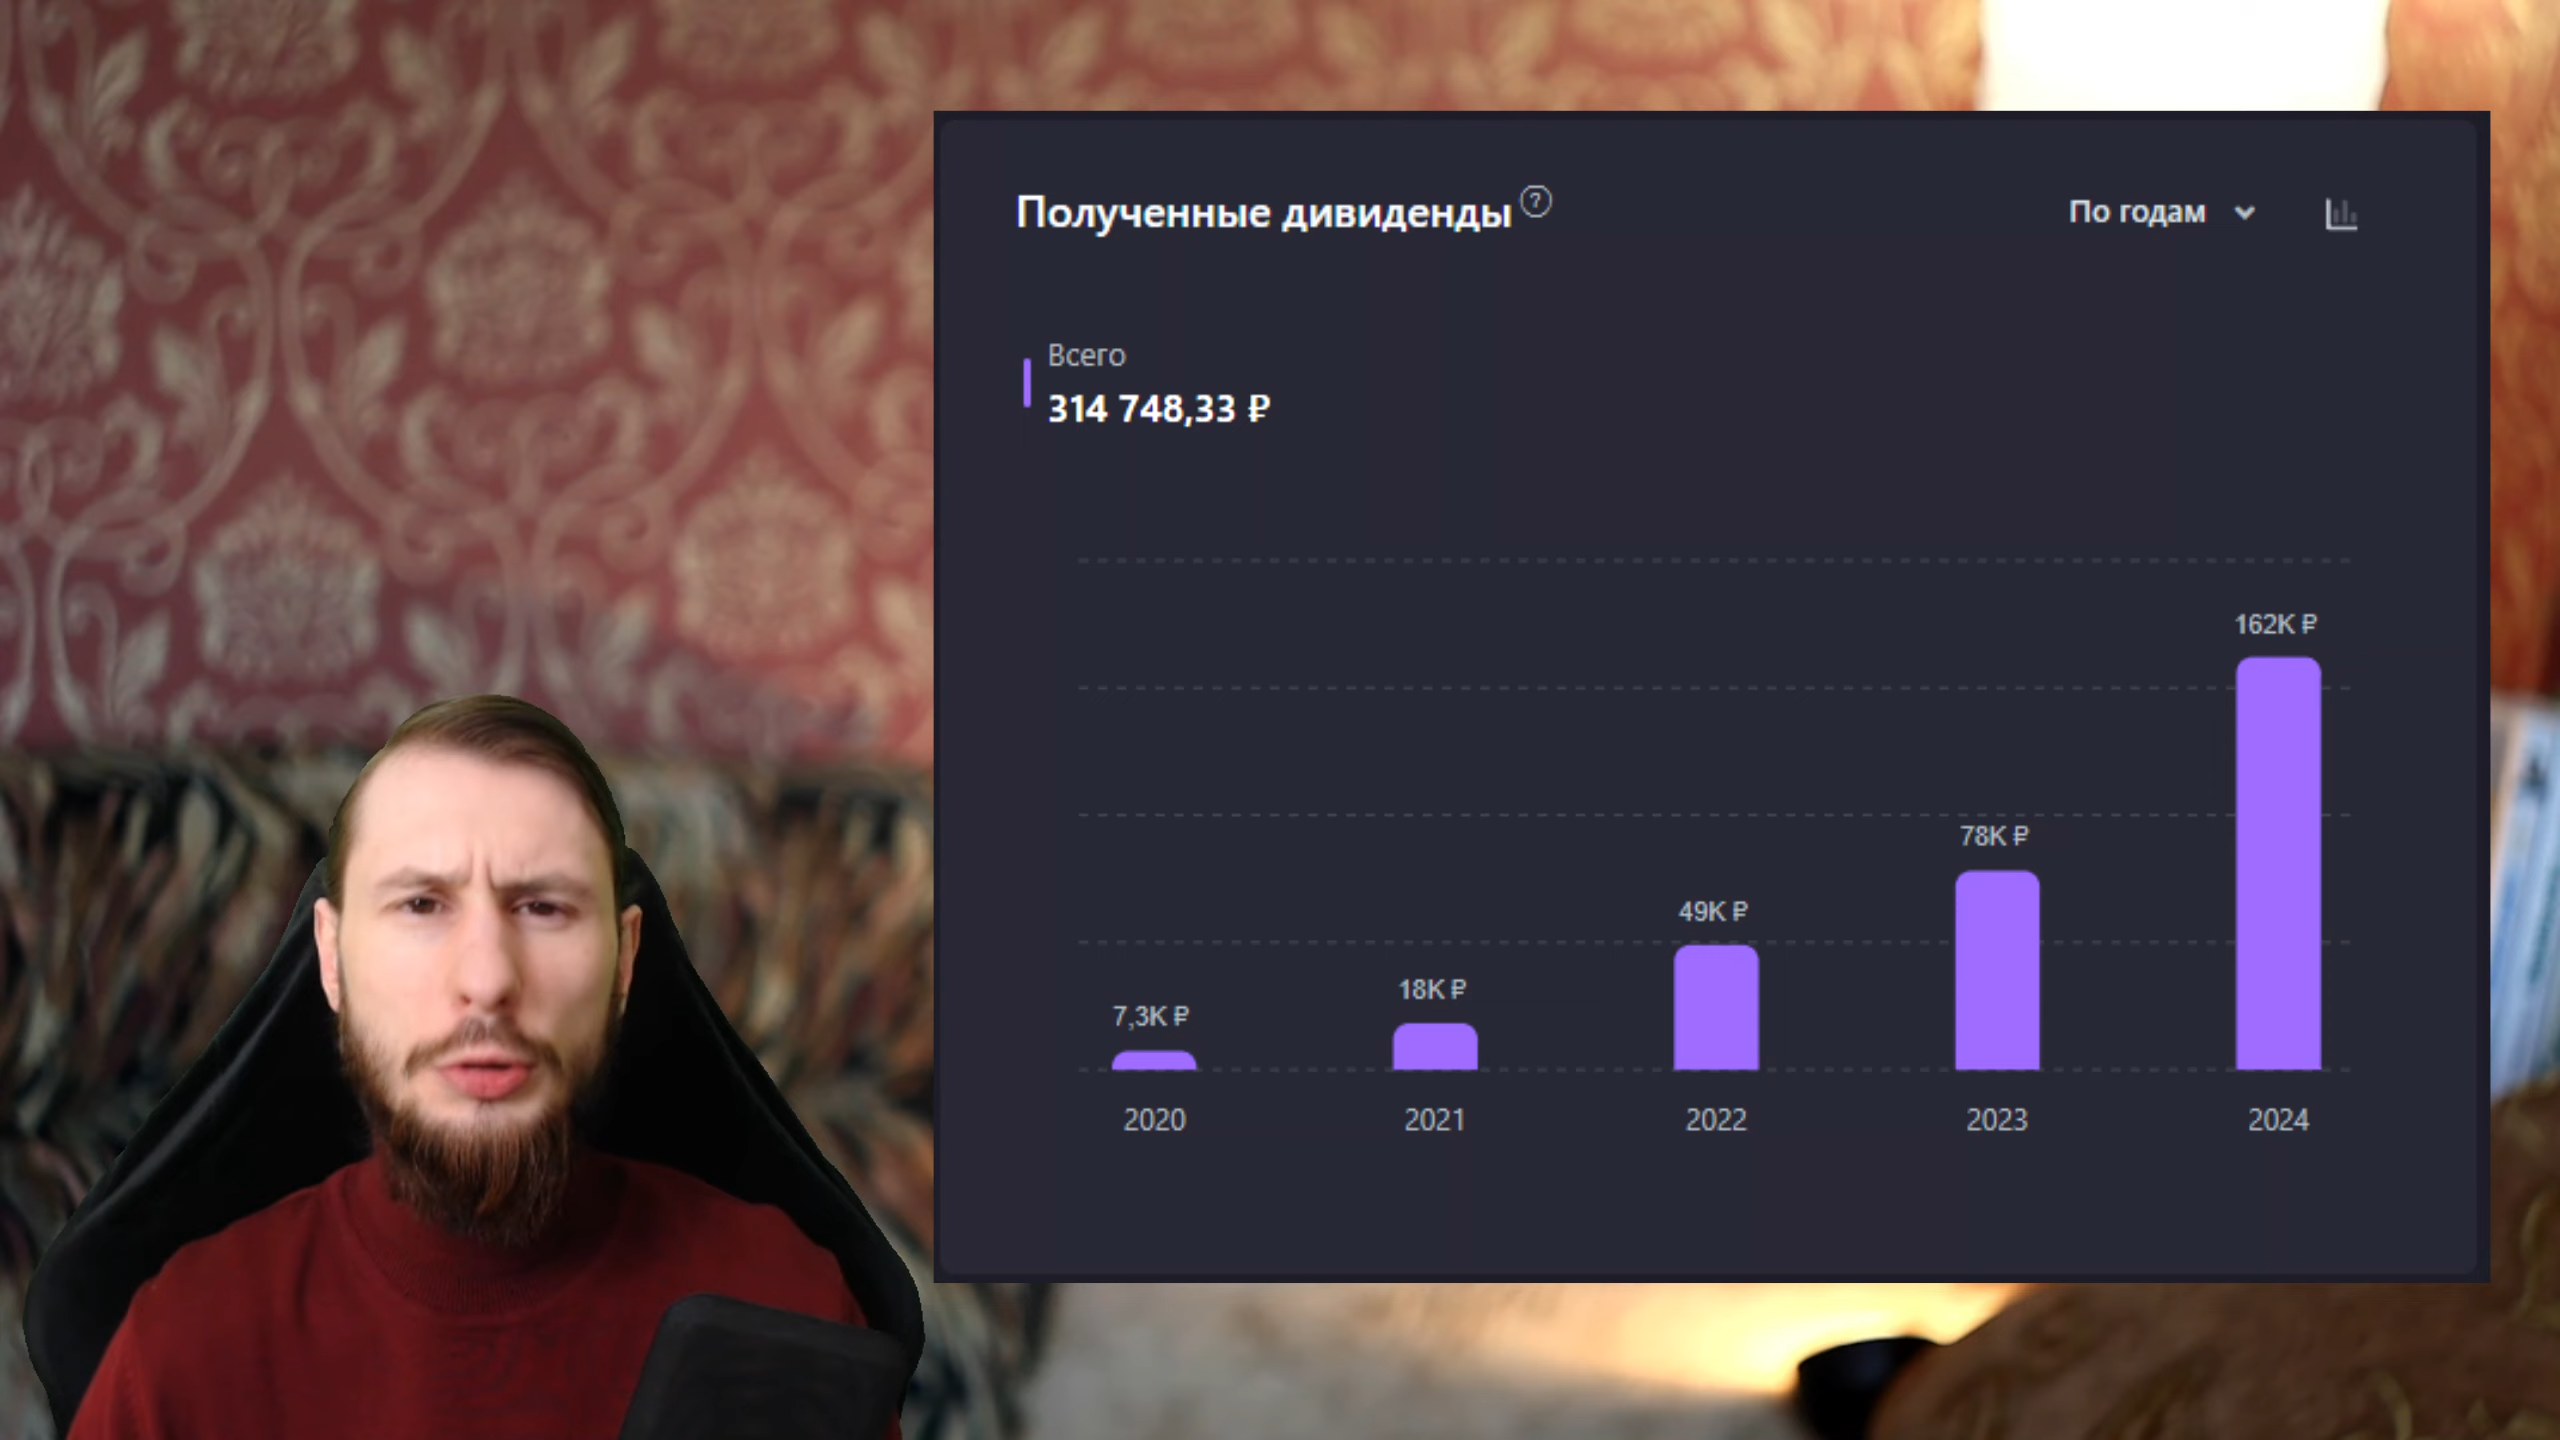 Полученные дивиденды ?
По годам
Всего
314 748,33 ₽
162K ₽
78K ₽
49K ₽
18K ₽
7,3K ₽
2020 2021 2022 2023 2024